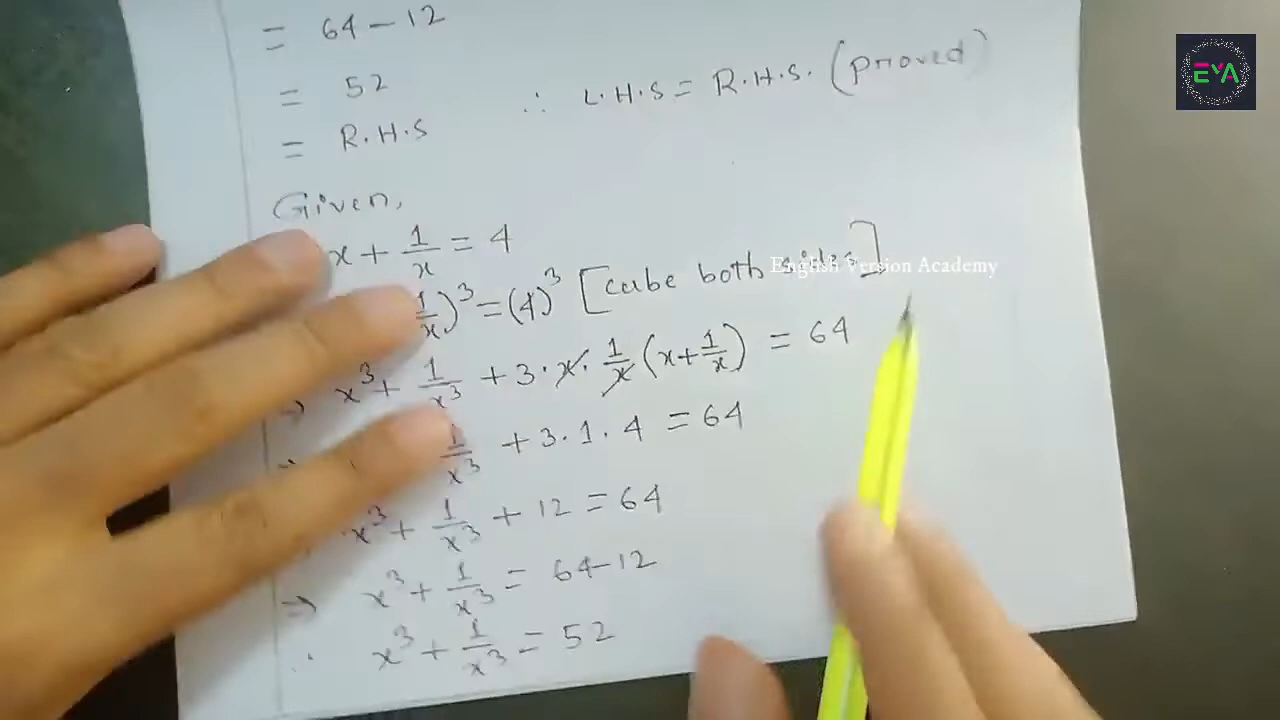 = 64 - 12
= 52
= R.H.S
∴ L.H.S = R.H.S. (proved)
EVA
Given,
x + 1/x = 4
1/x)³ = (4)³ [cube both sides]
English Version Academy
⇒ x³ + 1/x³ + 3 · x · 1/x (x + 1/x) = 64
1/x³ + 3 · 1 · 4 = 64
x³ + 1/x³ + 12 = 64
⇒ x³ + 1/x³ = 64 - 12
∴ x³ + 1/x³ = 52